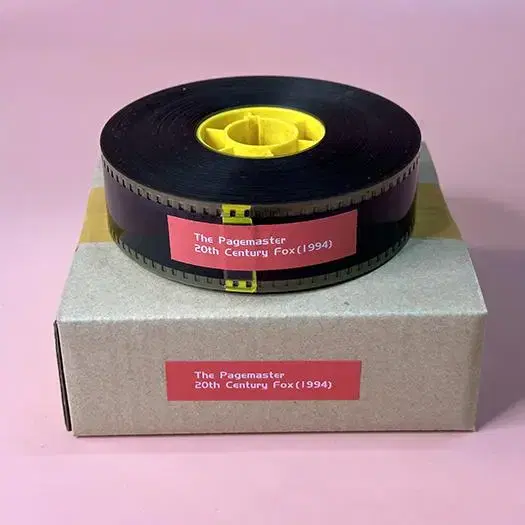 The Pagemaster
20th Century Fox(1994)
The Pagemaster
20th Century Fox(1994)